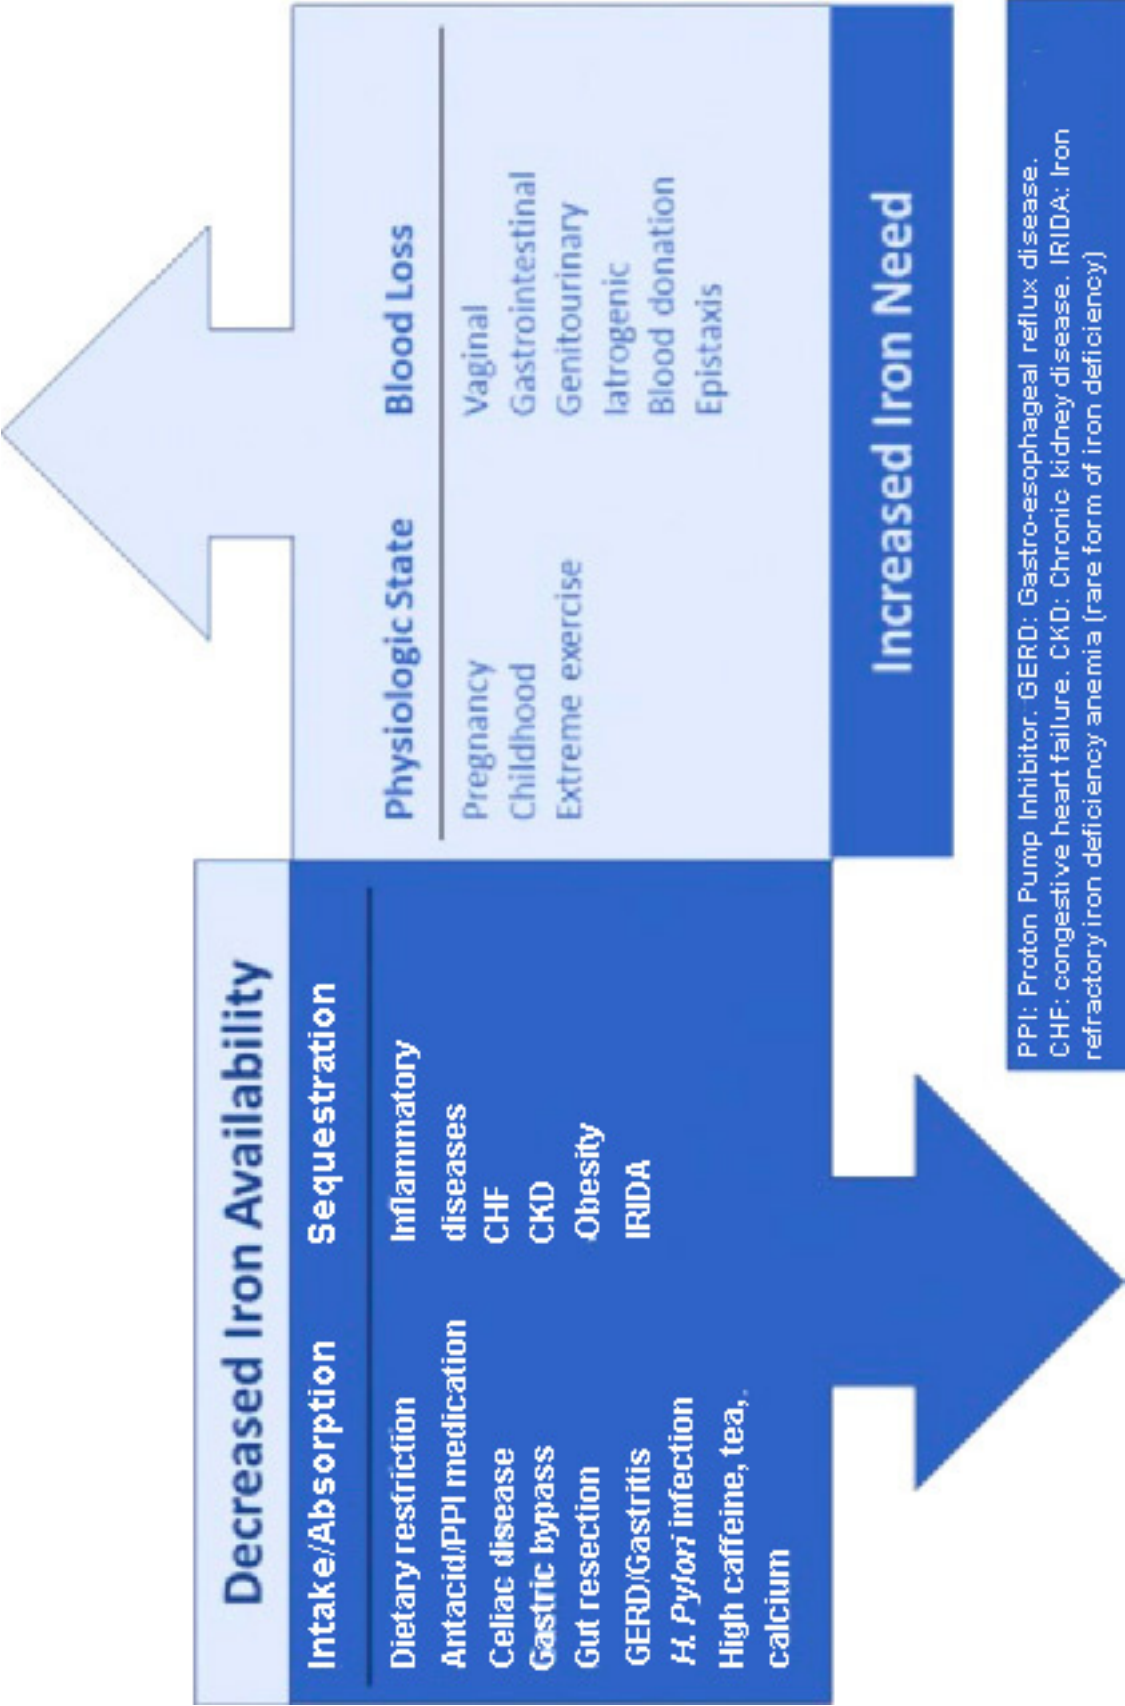 Decreased Iron Availability
Intake/Absorption
Dietary restriction
Antacid/PPI medication
Celiac disease
Gastric bypass
Gut resection
GERD/Gastritis
H. Pylori infection
High caffeine, tea,.
calcium
Sequestration
Inflammatory
diseases
CHF
CKD
Obesity
IRIDA
Physiologic State
Pregnancy
Childhood
Extreme exercise
Blood Loss
Vaginal
Gastrointestinal
Genitourinary
Iatrogenic
Blood donation
Epistaxis
Increased Iron Need
PPI: Proton Pump Inhibitor. GERD: Gastro-esophageal reflux disease.
CHF: congestive heart failure. CKD: Chronic kidney disease. IRIDA: Iron
refractory iron deficiency anemia (rare form of iron deficiency)